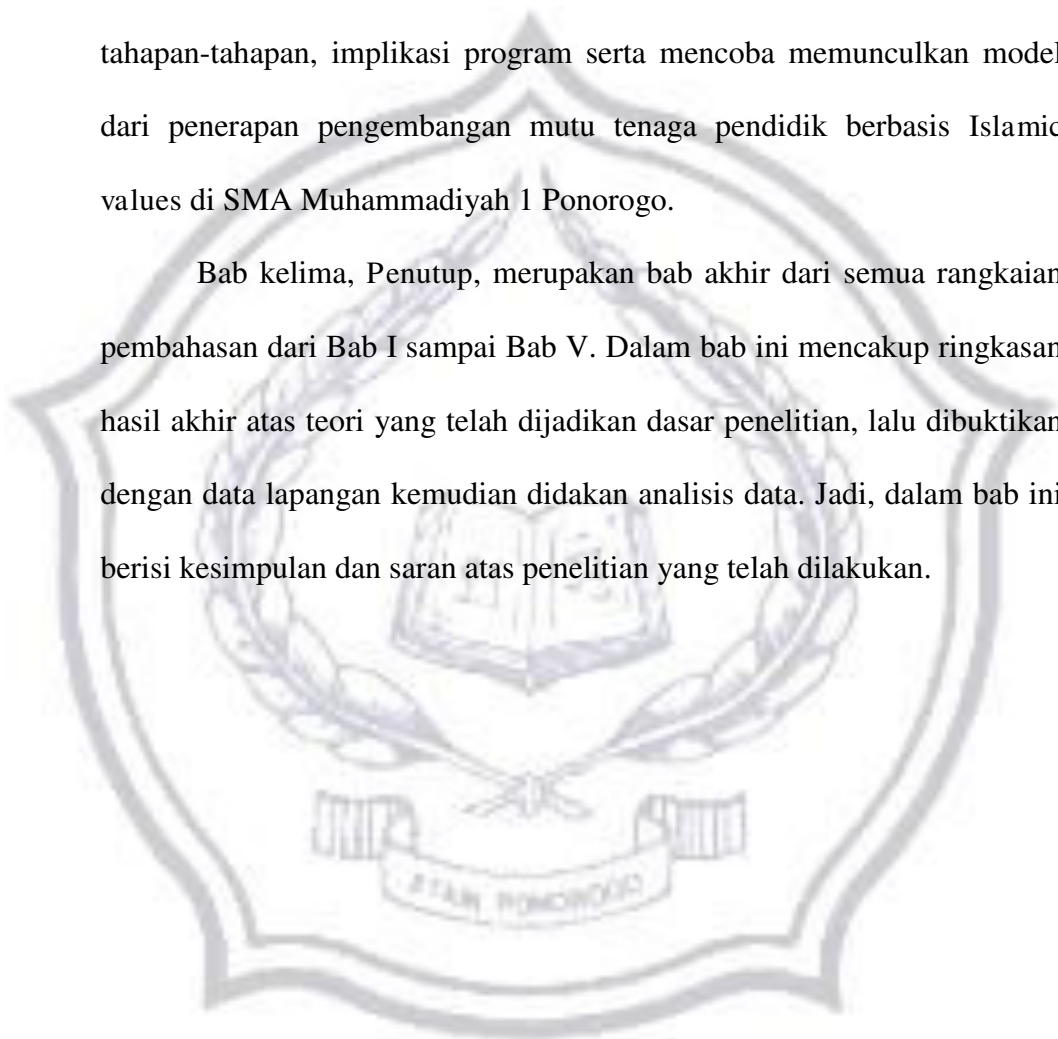 tahapan-tahapan, implikasi program serta mencoba memunculkan model
dari penerapan pengembangan mutu tenaga pendidik berbasis Islamic
values di SMA Muhammadiyah 1 Ponorogo.
Bab kelima, Penutup, merupakan bab akhir dari semua rangkaian
pembahasan dari Bab I sampai Bab V. Dalam bab ini mencakup ringkasan
hasil akhir atas teori yang telah dijadikan dasar penelitian, lalu dibuktikan
dengan data lapangan kemudian didakan analisis data. Jadi, dalam bab ini
berisi kesimpulan dan saran atas penelitian yang telah dilakukan.
STAIN PONOROGO